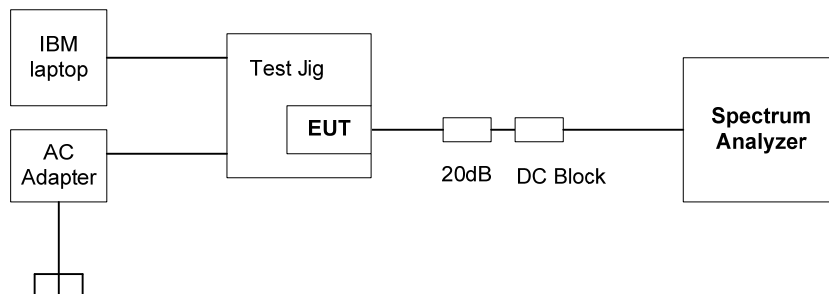 IBM
laptop
Test Jig
EUT
AC
Adapter
20dB
DC Block
Spectrum
Analyzer